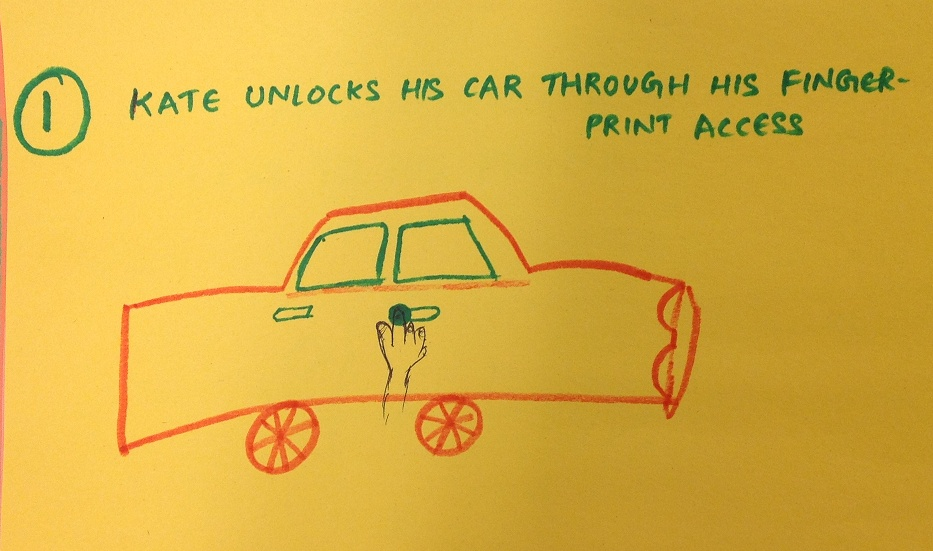 1
KATE UNLOCKS HIS CAR THROUGH HIS FINGER-
PRINT ACCESS